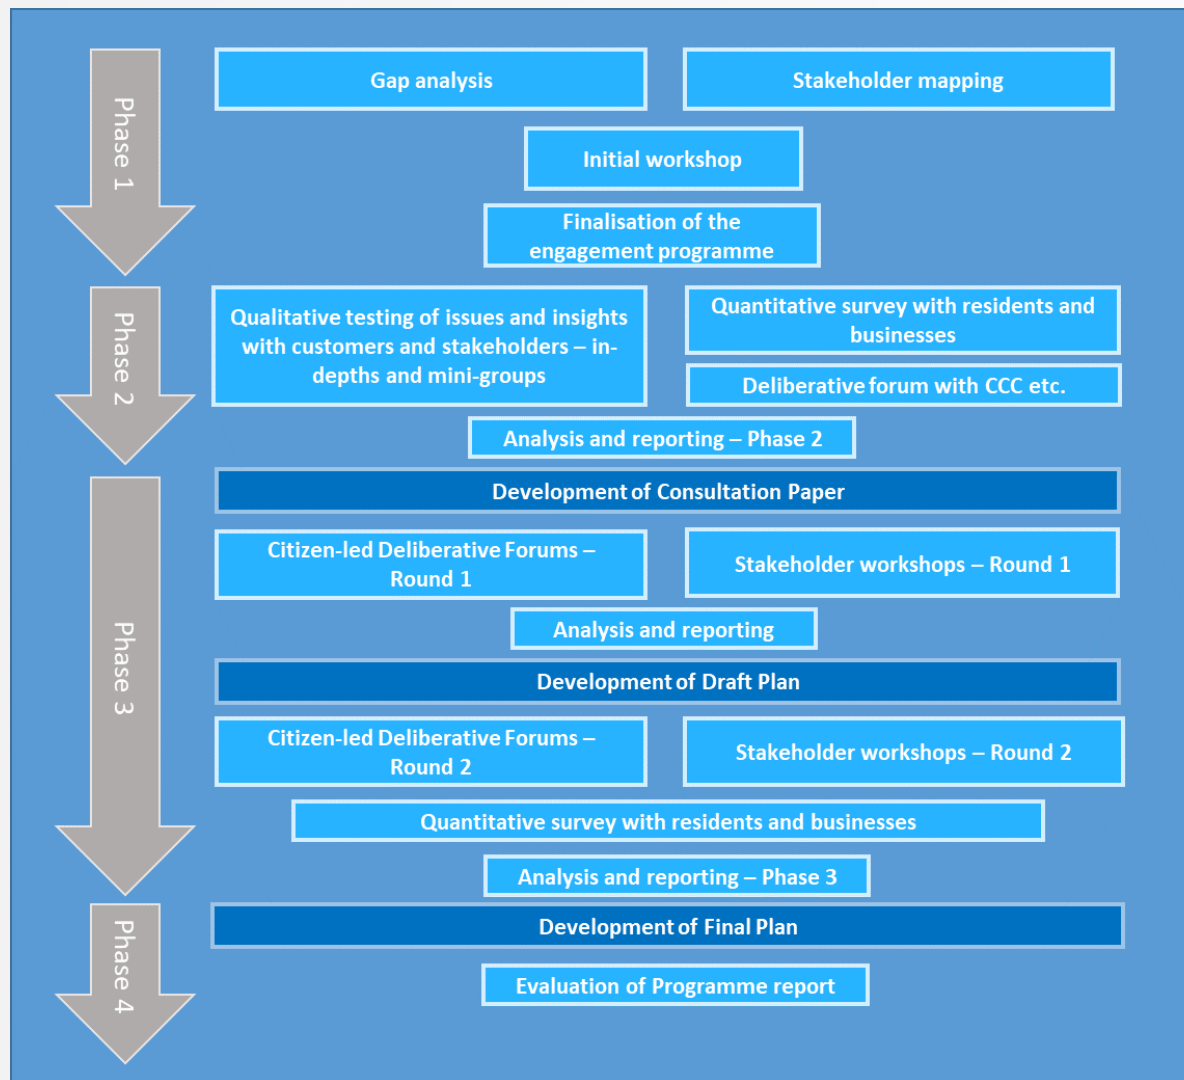 Phase 1
Gap analysis
Stakeholder mapping
Initial workshop
Finalisation of the
engagement programme
Phase 2
Qualitative testing of issues and insights
with customers and stakeholders – in-
depths and mini-groups
Quantitative survey with residents and
businesses
Deliberative forum with CCC etc.
Analysis and reporting – Phase 2
Phase 3
Development of Consultation Paper
Citizen-led Deliberative Forums –
Round 1
Stakeholder workshops – Round 1
Analysis and reporting
Development of Draft Plan
Citizen-led Deliberative Forums –
Round 2
Stakeholder workshops – Round 2
Quantitative survey with residents and businesses
Analysis and reporting – Phase 3
Phase 4
Development of Final Plan
Evaluation of Programme report